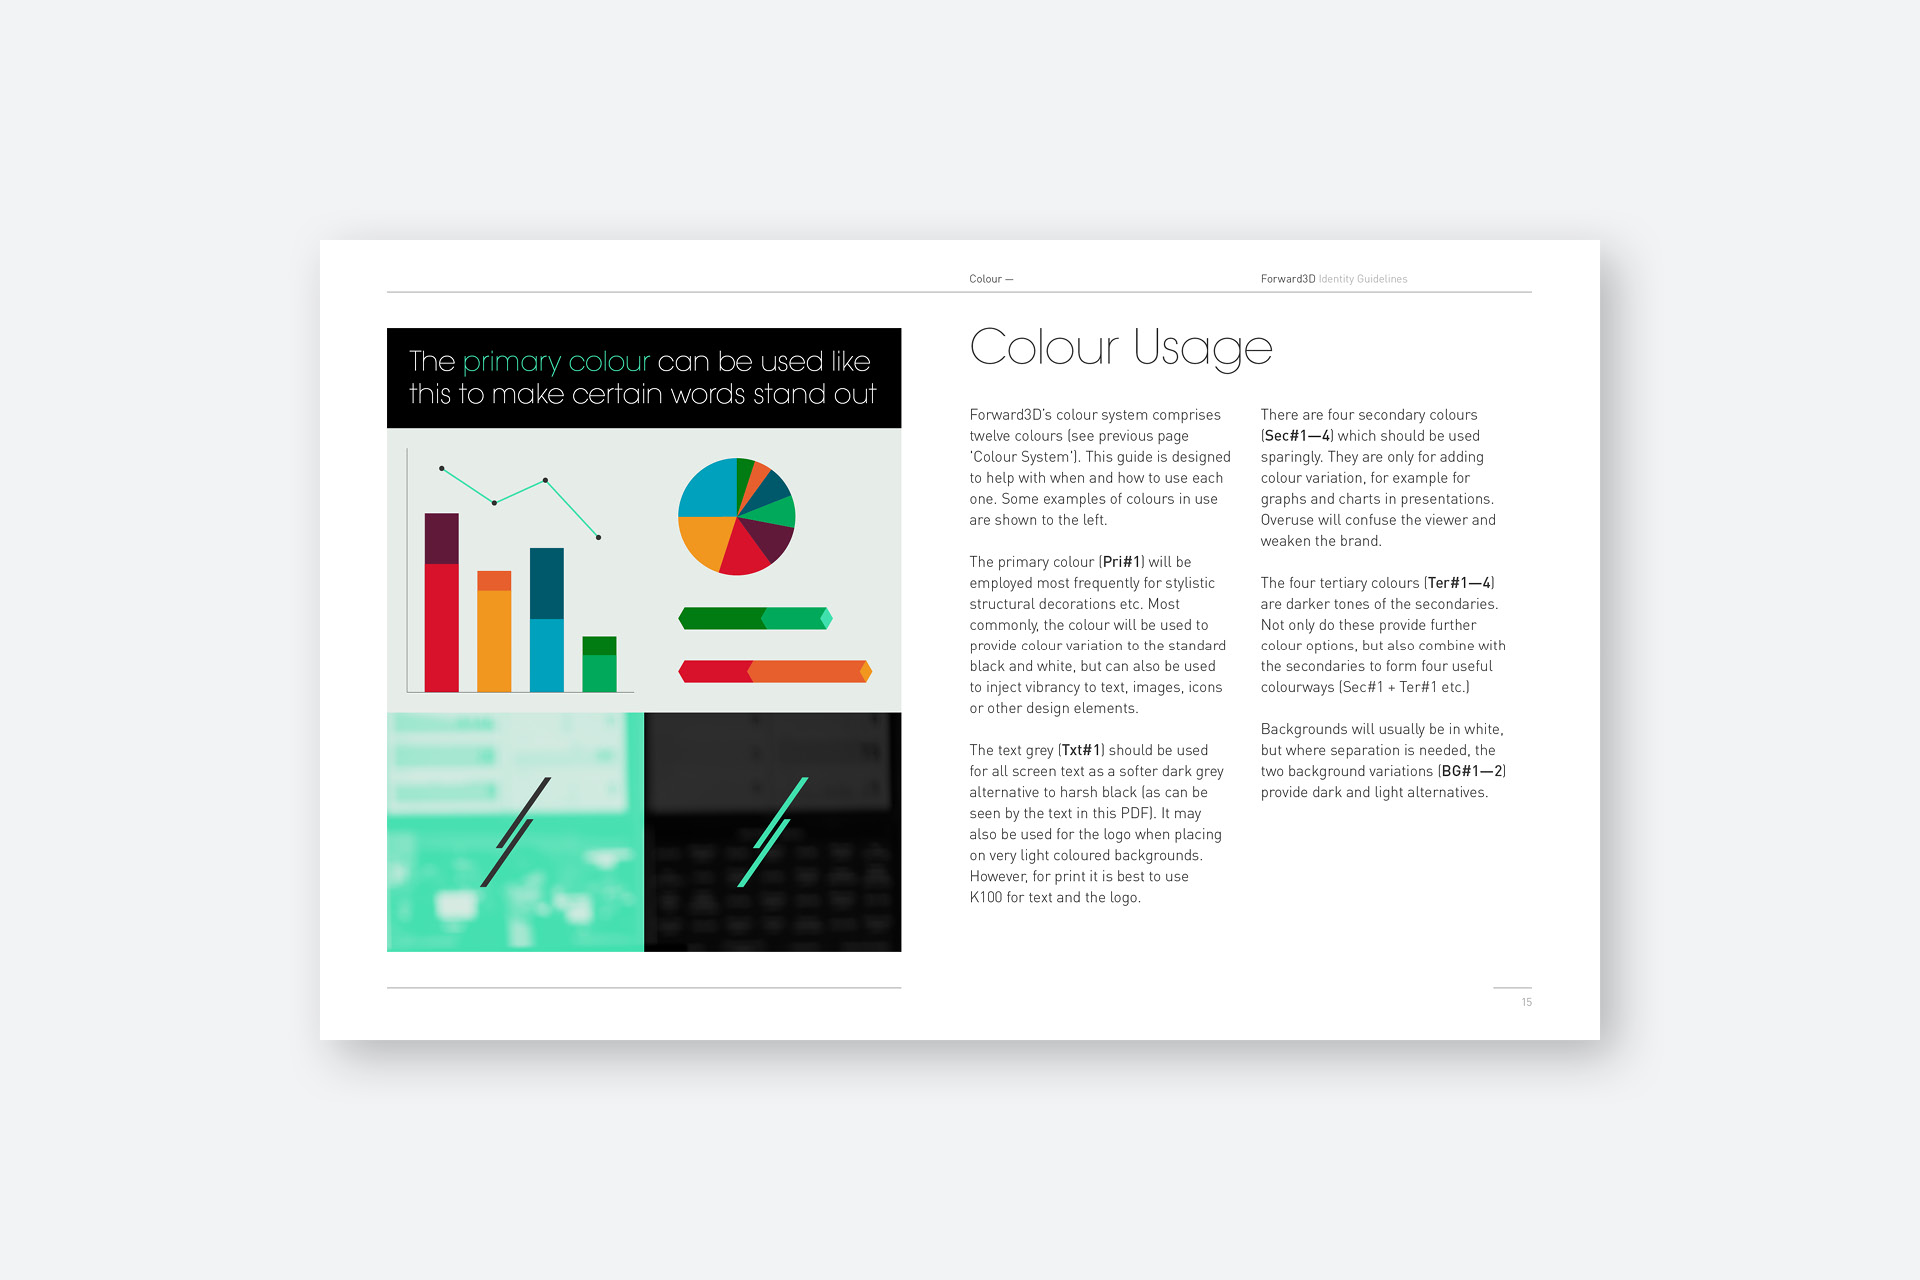 Colour —
Forward3D Identity Guidelines
The primary colour can be used like
this to make certain words stand out
Colour Usage
Forward3D's colour system comprises
twelve colours (see previous page
'Colour System'). This guide is designed
to help with when and how to use each
one. Some examples of colours in use
are shown to the left.
The primary colour (Pri#1) will be
employed most frequently for stylistic
structural decorations etc. Most
commonly, the colour will be used to
provide colour variation to the standard
black and white, but can also be used
to inject vibrancy to text, images, icons
or other design elements.
The text grey (Txt#1) should be used
for all screen text as a softer dark grey
alternative to harsh black (as can be
seen by the text in this PDF). It may
also be used for the logo when placing
on very light coloured backgrounds.
However, for print it is best to use
K100 for text and the logo.
There are four secondary colours
(Sec#1—4) which should be used
sparingly. They are only for adding
colour variation, for example for
graphs and charts in presentations.
Overuse will confuse the viewer and
weaken the brand.
The four tertiary colours (Ter#1—4)
are darker tones of the secondaries.
Not only do these provide further
colour options, but also combine with
the secondaries to form four useful
colourways (Sec#1 + Ter#1 etc.)
Backgrounds will usually be in white,
but where separation is needed, the
two background variations (BG#1—2)
provide dark and light alternatives.
15